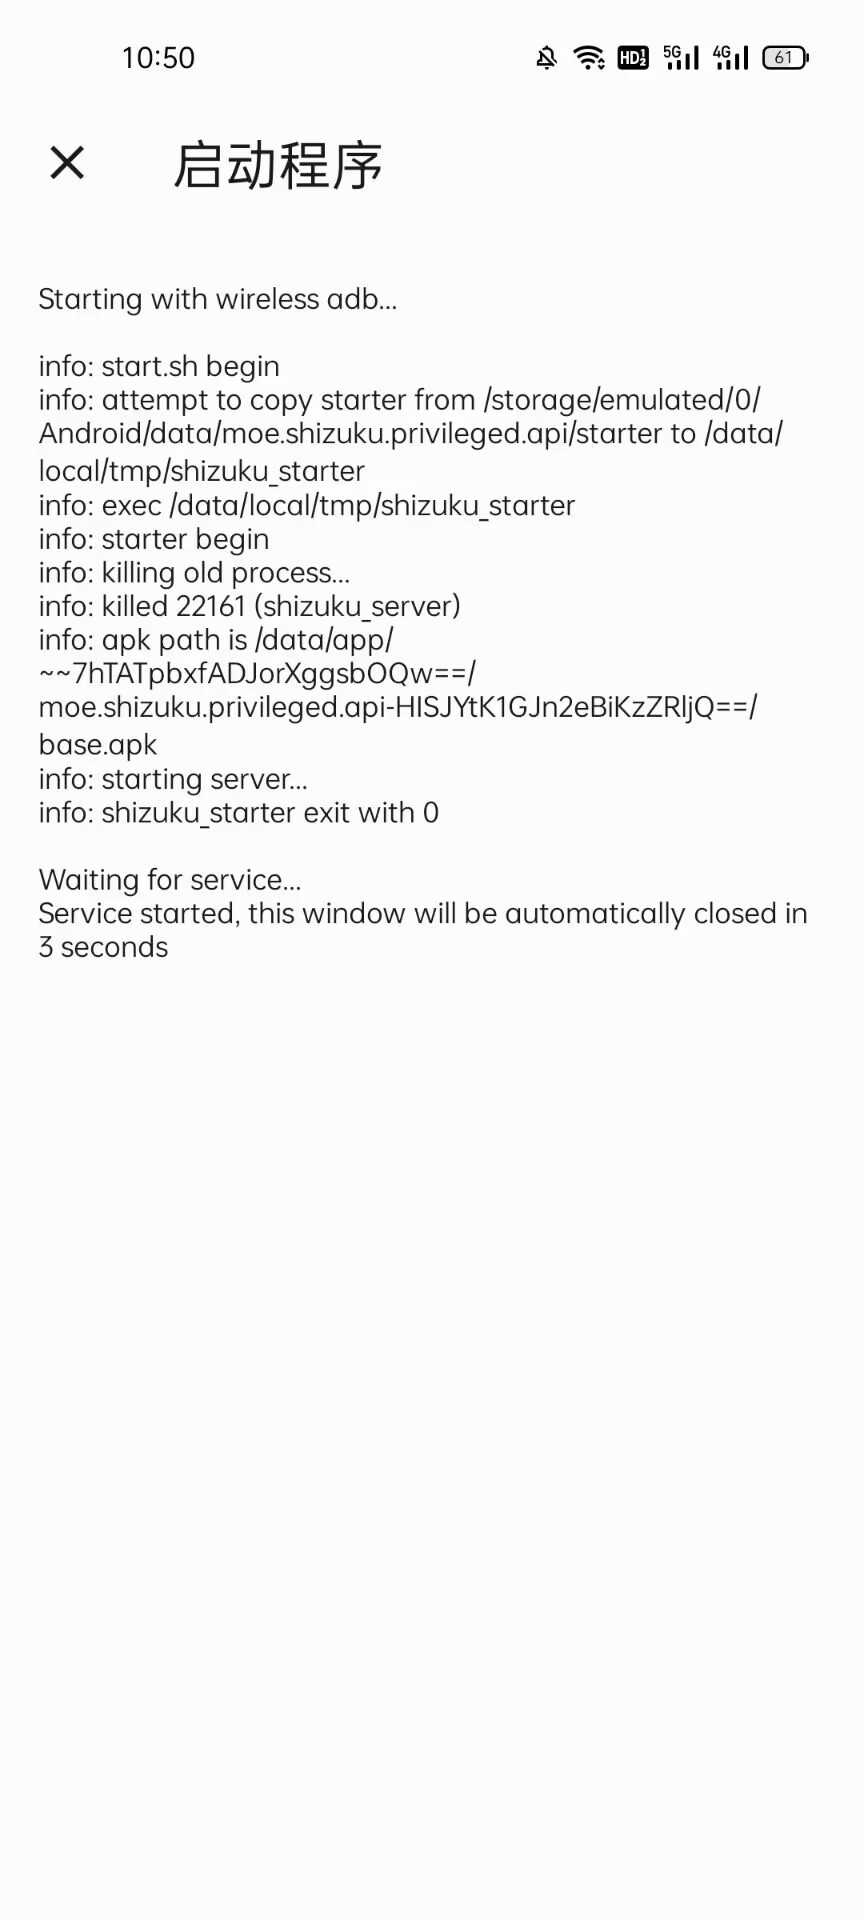 10:50
HD 1 2 5G 4G 61
启动程序
Starting with wireless adb...
info: start.sh begin
info: attempt to copy starter from /storage/emulated/0/
Android/data/moe.shizuku.privileged.api/starter to /data/
local/tmp/shizuku_starter
info: exec /data/local/tmp/shizuku_starter
info: starter begin
info: killing old process...
info: killed 22161 (shizuku_server)
info: apk path is /data/app/
~~7hTATpbxfADJorXggsbOQw==/
moe.shizuku.privileged.api-HISJYtK1GJn2eBiKzZRljQ==/
base.apk
info: starting server...
info: shizuku_starter exit with 0
Waiting for service...
Service started, this window will be automatically closed in
3 seconds